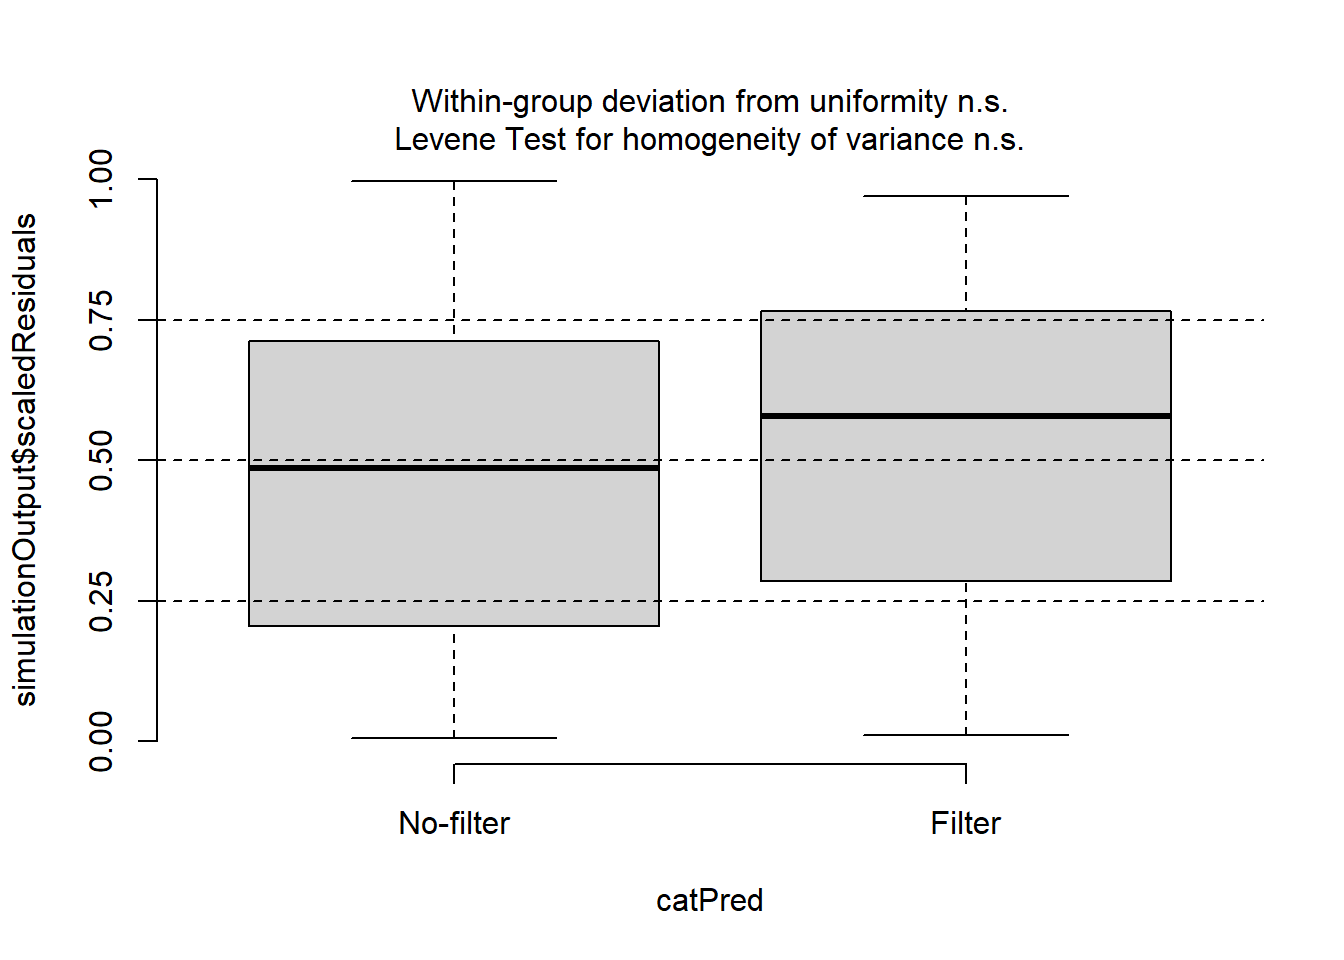 Within-group deviation from uniformity n.s.
Levene Test for homogeneity of variance n.s.
simulationOutput$scaledResiduals
1.00
0.75
0.50
0.25
0.00
No-filter
Filter
catPred